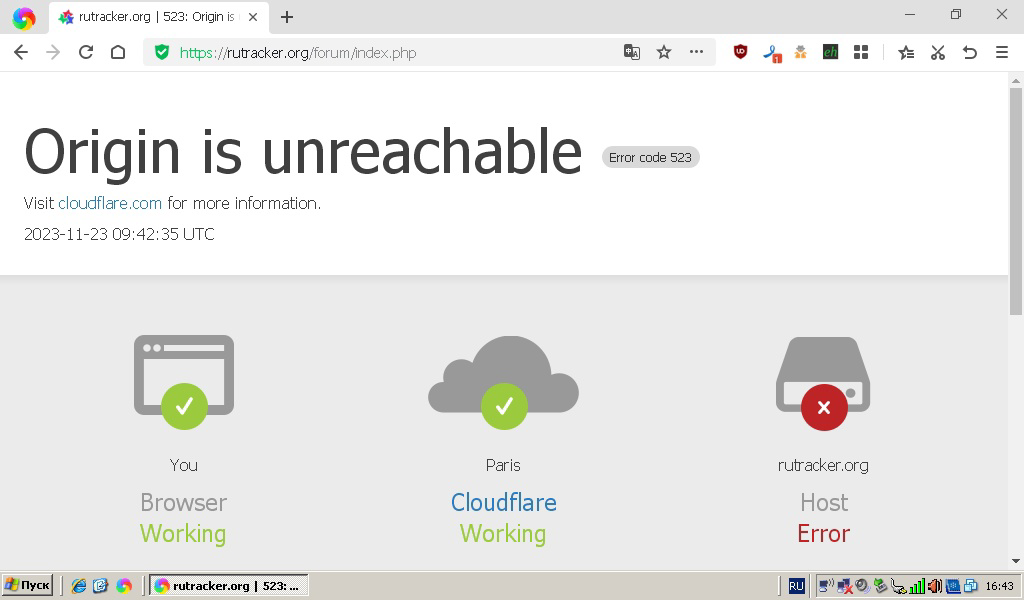 rutracker.org | 523: Origin is
https://rutracker.org/forum/index.php
UD
1
eh
Origin is unreachable
Error code 523
Visit cloudflare.com for more information.
2023-11-23 09:42:35 UTC
You
Paris
rutracker.org
Browser
Cloudflare
Host
Working
Working
Error
Пуск
rutracker.org | 523: ...
RU
16:43